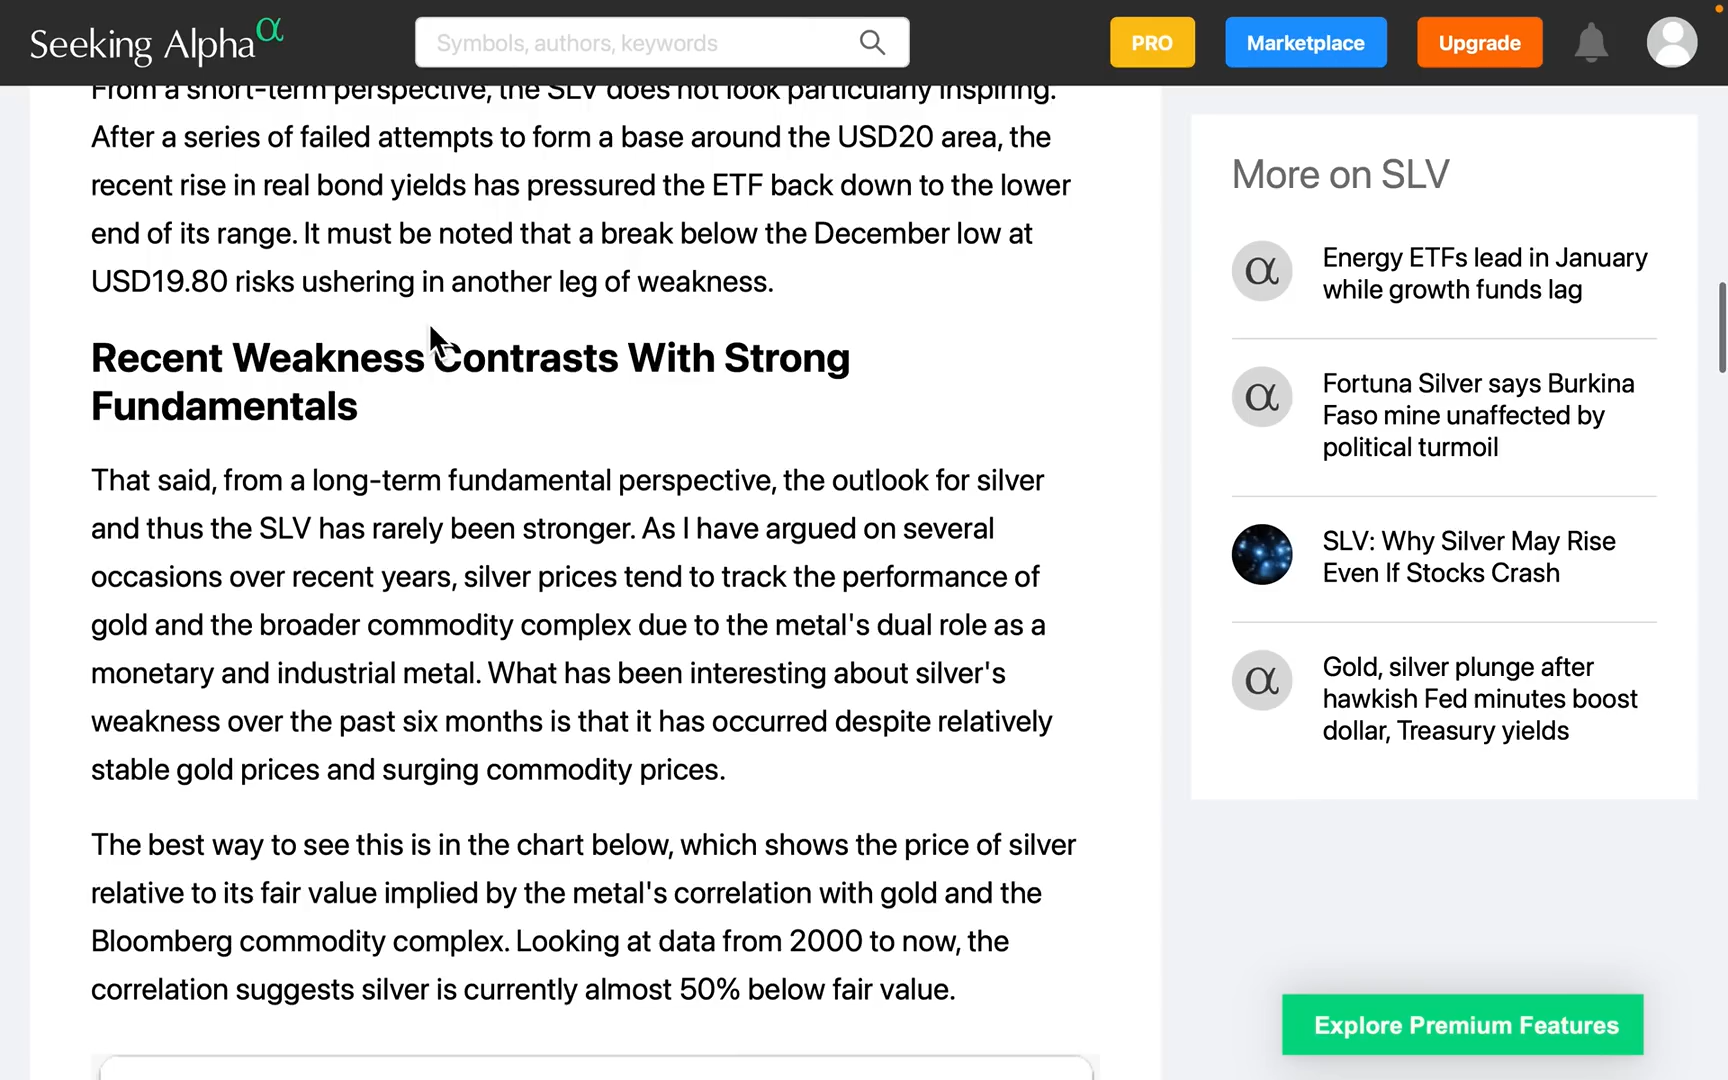 Seeking Alpha α
Symbols, authors, keywords
PRO
Marketplace
Upgrade
From a short-term perspective, the SLV does not look particularly inspiring.
After a series of failed attempts to form a base around the USD20 area, the
recent rise in real bond yields has pressured the ETF back down to the lower
end of its range. It must be noted that a break below the December low at
USD19.80 risks ushering in another leg of weakness.
Recent Weakness Contrasts With Strong
Fundamentals
That said, from a long-term fundamental perspective, the outlook for silver
and thus the SLV has rarely been stronger. As I have argued on several
occasions over recent years, silver prices tend to track the performance of
gold and the broader commodity complex due to the metal's dual role as a
monetary and industrial metal. What has been interesting about silver's
weakness over the past six months is that it has occurred despite relatively
stable gold prices and surging commodity prices.
The best way to see this is in the chart below, which shows the price of silver
relative to its fair value implied by the metal's correlation with gold and the
Bloomberg commodity complex. Looking at data from 2000 to now, the
correlation suggests silver is currently almost 50% below fair value.
More on SLV
α
Energy ETFs lead in January
while growth funds lag
α
Fortuna Silver says Burkina
Faso mine unaffected by
political turmoil
SLV: Why Silver May Rise
Even If Stocks Crash
α
Gold, silver plunge after
hawkish Fed minutes boost
dollar, Treasury yields
Explore Premium Features